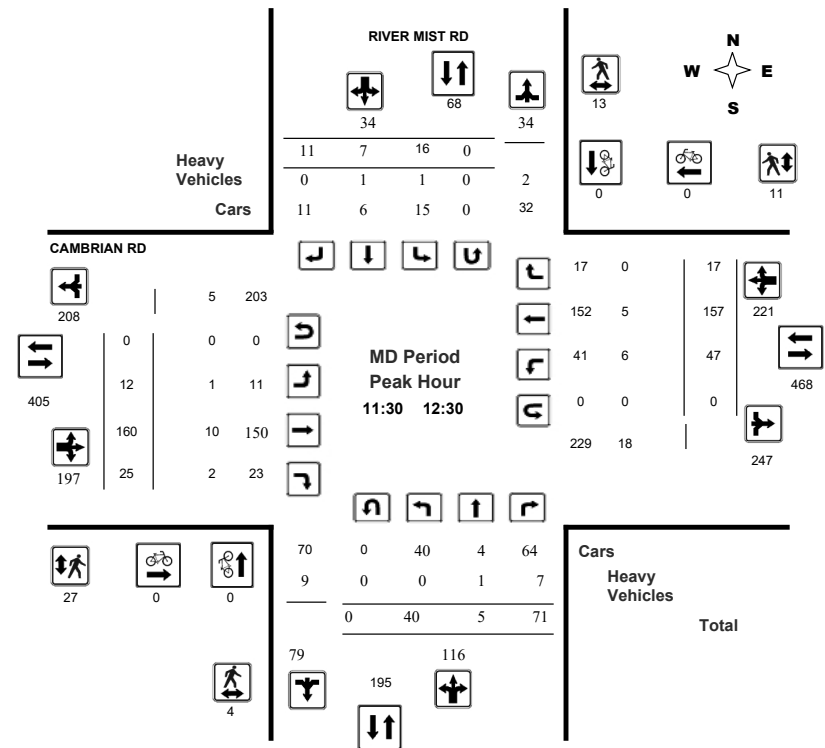 RIVER MIST RD
N
W E
S
68
13
34
34
11 7 16 0
Heavy
Vehicles
0 1 1 0 2
Cars
11 6 15 0 32
0 0 11
CAMBRIAN RD
208
5 203
17 0 17
0 0 0
152 5 157 221
405
12 1 11
MD Period
Peak Hour
11:30 12:30
41 6 47
468
160 10 150
0 0 0
197
25 2 23
229 18
247
70 0 40 4 64
Cars
9 0 0 1 7
Heavy
Vehicles
27 0 0
0 40 5 71
Total
79 116
195
4